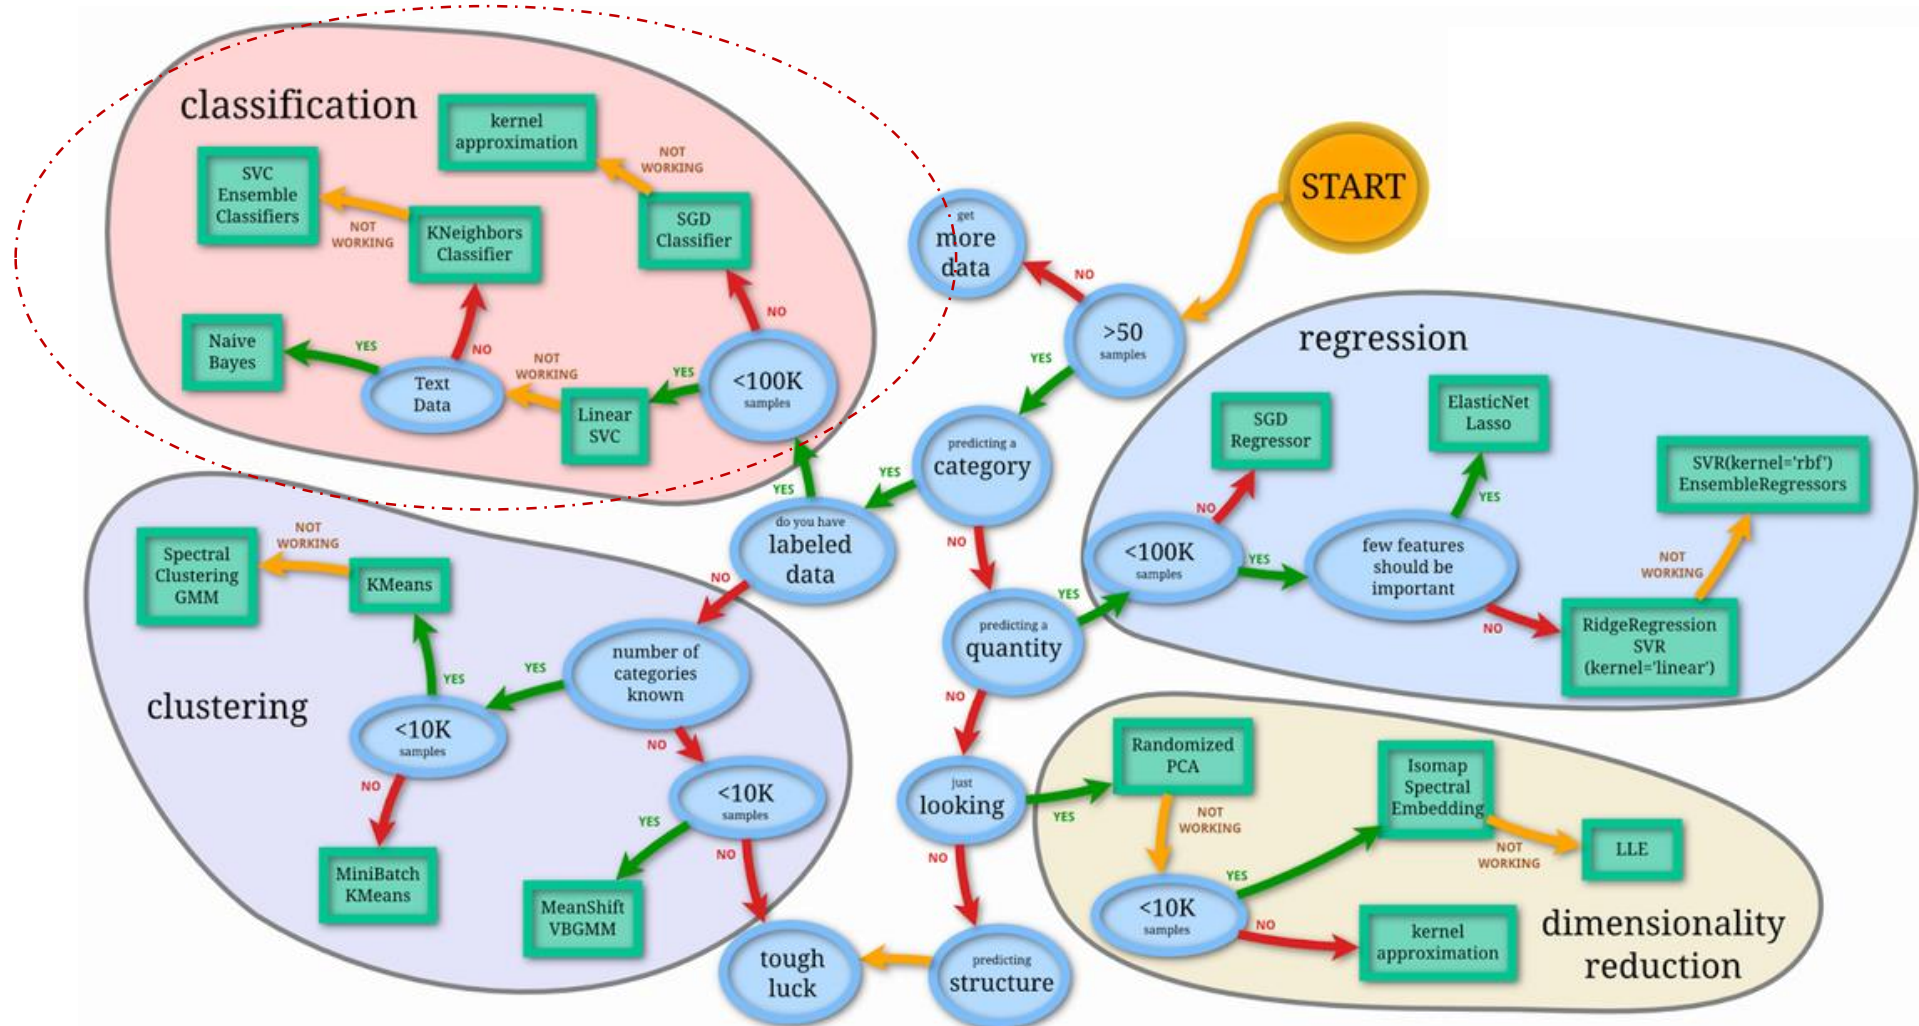 classification
kernel
approximation
NOT
WORKING
SVC
Ensemble
Classifiers
NOT
WORKING
KNeighbors
Classifier
SGD
Classifier
NO
Naive
Bayes
YES
NO
Text
Data
NOT
WORKING
Linear
SVC
YES
<100K
samples
YES
START
get
more
data
NO
>50
samples
YES
predicting a
category
YES
do you have
labeled
data
NO
NO
predicting a
quantity
YES
NO
just
looking
YES
NO
predicting
structure
tough
luck
regression
SGD
Regressor
NO
<100K
samples
YES
few features
should be
important
YES
ElasticNet
Lasso
NO
RidgeRegression
SVR
(kernel='linear')
NOT
WORKING
SVR(kernel='rbf')
EnsembleRegressors
clustering
Spectral
Clustering
GMM
NOT
WORKING
KMeans
YES
<10K
samples
YES
number of
categories
known
NO
NO
MiniBatch
KMeans
<10K
samples
YES
NO
MeanShift
VBGMM
Randomized
PCA
NOT
WORKING
<10K
samples
YES
NO
Isomap
Spectral
Embedding
NOT
WORKING
LLE
kernel
approximation
dimensionality
reduction